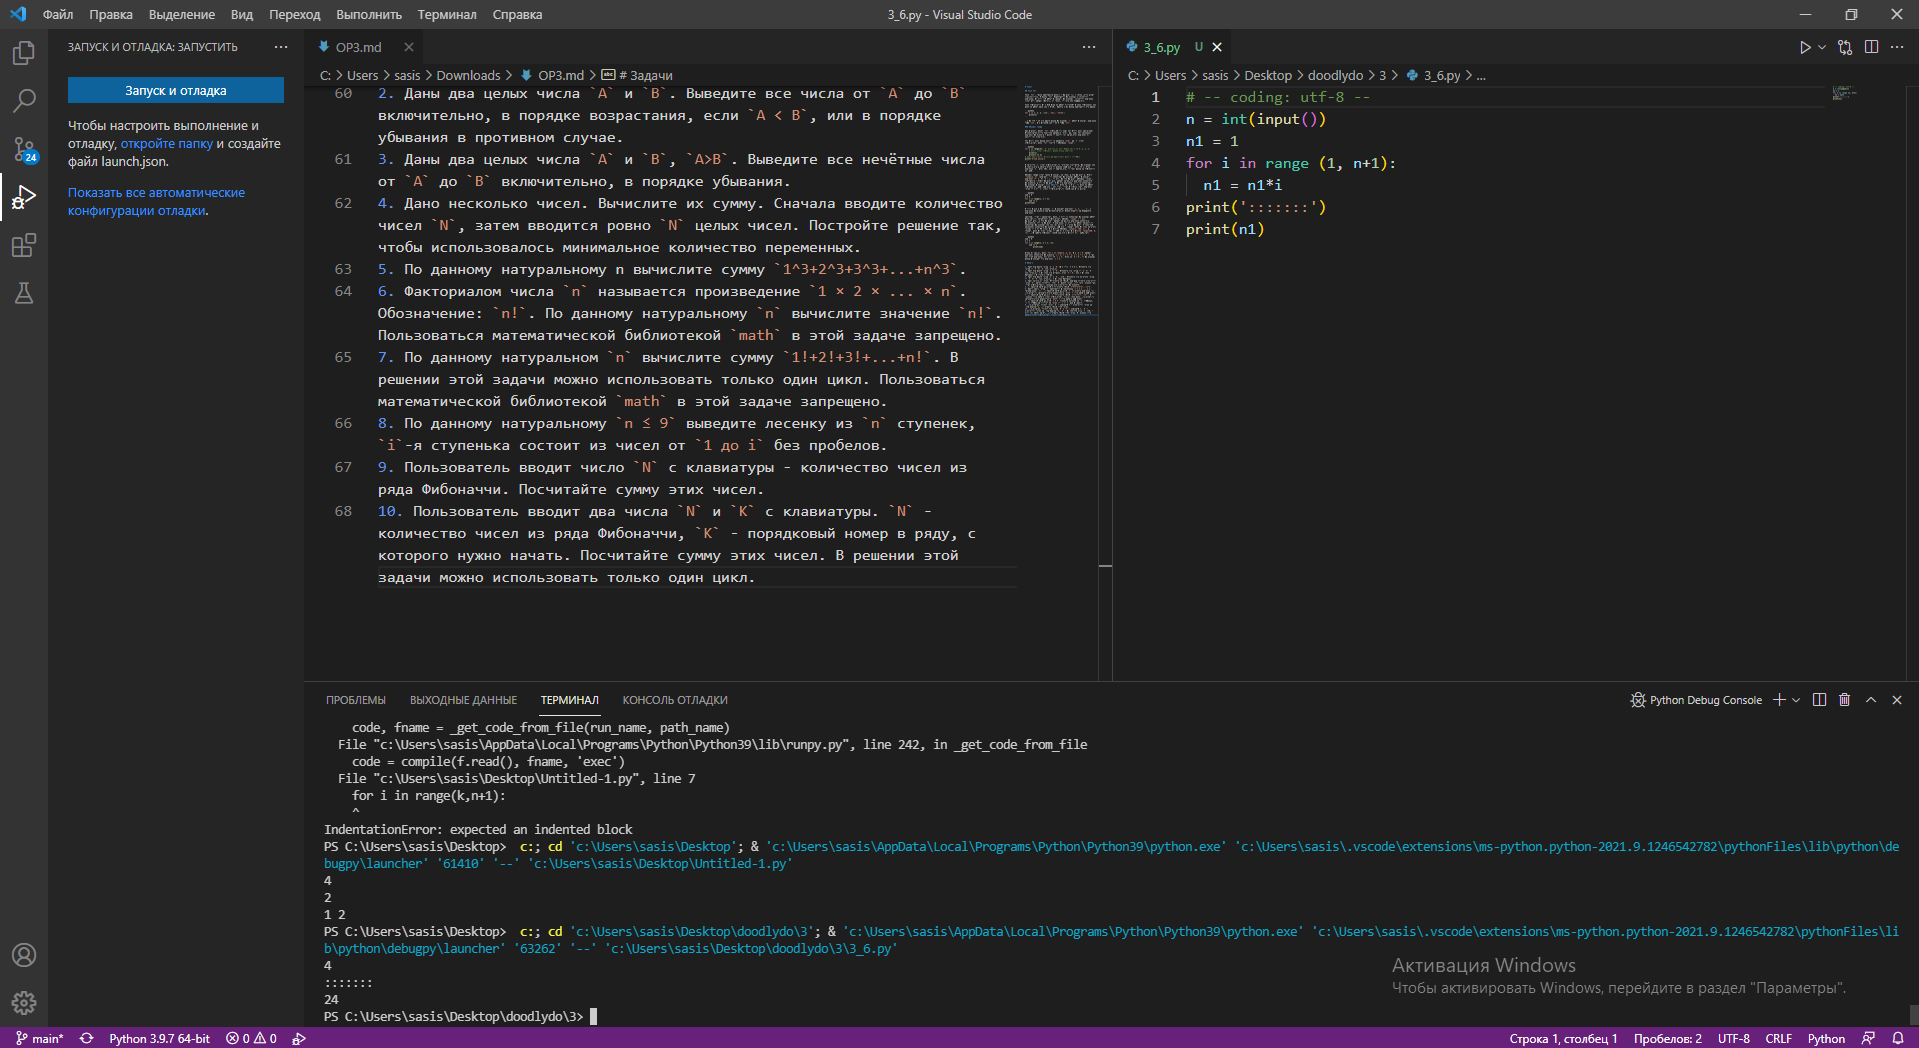 Файл Правка Выделение Вид Переход Выполнить Терминал Справка
3_6.py - Visual Studio Code
ЗАПУСК И ОТЛАДКА: ЗАПУСТИТЬ ...
Запуск и отладка
Чтобы настроить выполнение и
отладку, откройте папку и создайте
файл launch.json.
Показать все автоматические
конфигурации отладки.
24
OP3.md
C: > Users > sasis > Downloads > OP3.md > # Задачи
60 2. Даны два целых числа `A` и `B`. Выведите все числа от `A` до `B`
включительно, в порядке возрастания, если `A < B`, или в порядке
убывания в противном случае.
61 3. Даны два целых числа `A` и `B`, `A>B`. Выведите все нечётные числа
от `A` до `B` включительно, в порядке убывания.
62 4. Дано несколько чисел. Вычислите их сумму. Сначала вводите количество
чисел `N`, затем вводится ровно `N` целых чисел. Постройте решение так,
чтобы использовалось минимальное количество переменных.
63 5. По данному натуральному n вычислите сумму `1^3+2^3+3^3+...+n^3`.
64 6. Факториалом числа `n` называется произведение `1 × 2 × ... × n`.
Обозначение: `n!`. По данному натуральному `n` вычислите значение `n!`.
Пользоваться математической библиотекой `math` в этой задаче запрещено.
65 7. По данному натуральном `n` вычислите сумму `1!+2!+3!+...+n!`. В
решении этой задачи можно использовать только один цикл. Пользоваться
математической библиотекой `math` в этой задаче запрещено.
66 8. По данному натуральному `n ≤ 9` выведите лесенку из `n` ступенек,
`i`-я ступенька состоит из чисел от `1 до i` без пробелов.
67 9. Пользователь вводит число `N` с клавиатуры - количество чисел из
ряда Фибоначчи. Посчитайте сумму этих чисел.
68 10. Пользователь вводит два числа `N` и `K` с клавиатуры. `N` -
количество чисел из ряда Фибоначчи, `K` - порядковый номер в ряду, с
которого нужно начать. Посчитайте сумму этих чисел. В решении этой
задачи можно использовать только один цикл.
3_6.py U
C: > Users > sasis > Desktop > doodlydo > 3 > 3_6.py > ...
1 # -- coding: utf-8 --
2 n = int(input())
3 n1 = 1
4 for i in range (1, n+1):
5 n1 = n1*i
6 print(':::::::')
7 print(n1)
ПРОБЛЕМЫ ВЫХОДНЫЕ ДАННЫЕ ТЕРМИНАЛ КОНСОЛЬ ОТЛАДКИ
Python Debug Console
code, fname = _get_code_from_file(run_name, path_name)
File "c:\Users\sasis\AppData\Local\Programs\Python\Python39\lib\runpy.py", line 242, in _get_code_from_file
code = compile(f.read(), fname, 'exec')
File "c:\Users\sasis\Desktop\Untitled-1.py", line 7
for i in range(k,n+1):
^
IndentationError: expected an indented block
PS C:\Users\sasis\Desktop> c:; cd 'c:\Users\sasis\Desktop'; & 'c:\Users\sasis\AppData\Local\Programs\Python\Python39\python.exe' 'c:\Users\sasis\.vscode\extensions\ms-python.python-2021.9.1246542782\pythonFiles\lib\python\de
bugpy\launcher' '61410' '--' 'c:\Users\sasis\Desktop\Untitled-1.py'
4
2
1 2
PS C:\Users\sasis\Desktop> c:; cd 'c:\Users\sasis\Desktop\doodlydo\3'; & 'c:\Users\sasis\AppData\Local\Programs\Python\Python39\python.exe' 'c:\Users\sasis\.vscode\extensions\ms-python.python-2021.9.1246542782\pythonFiles\li
b\python\debugpy\launcher' '63262' '--' 'c:\Users\sasis\Desktop\doodlydo\3\3_6.py'
4
:::::::
24
PS C:\Users\sasis\Desktop\doodlydo\3>
Активация Windows
Чтобы активировать Windows, перейдите в раздел "Параметры".
main* Python 3.9.7 64-bit 0 0
Строка 1, столбец 1 Пробелов: 2 UTF-8 CRLF Python